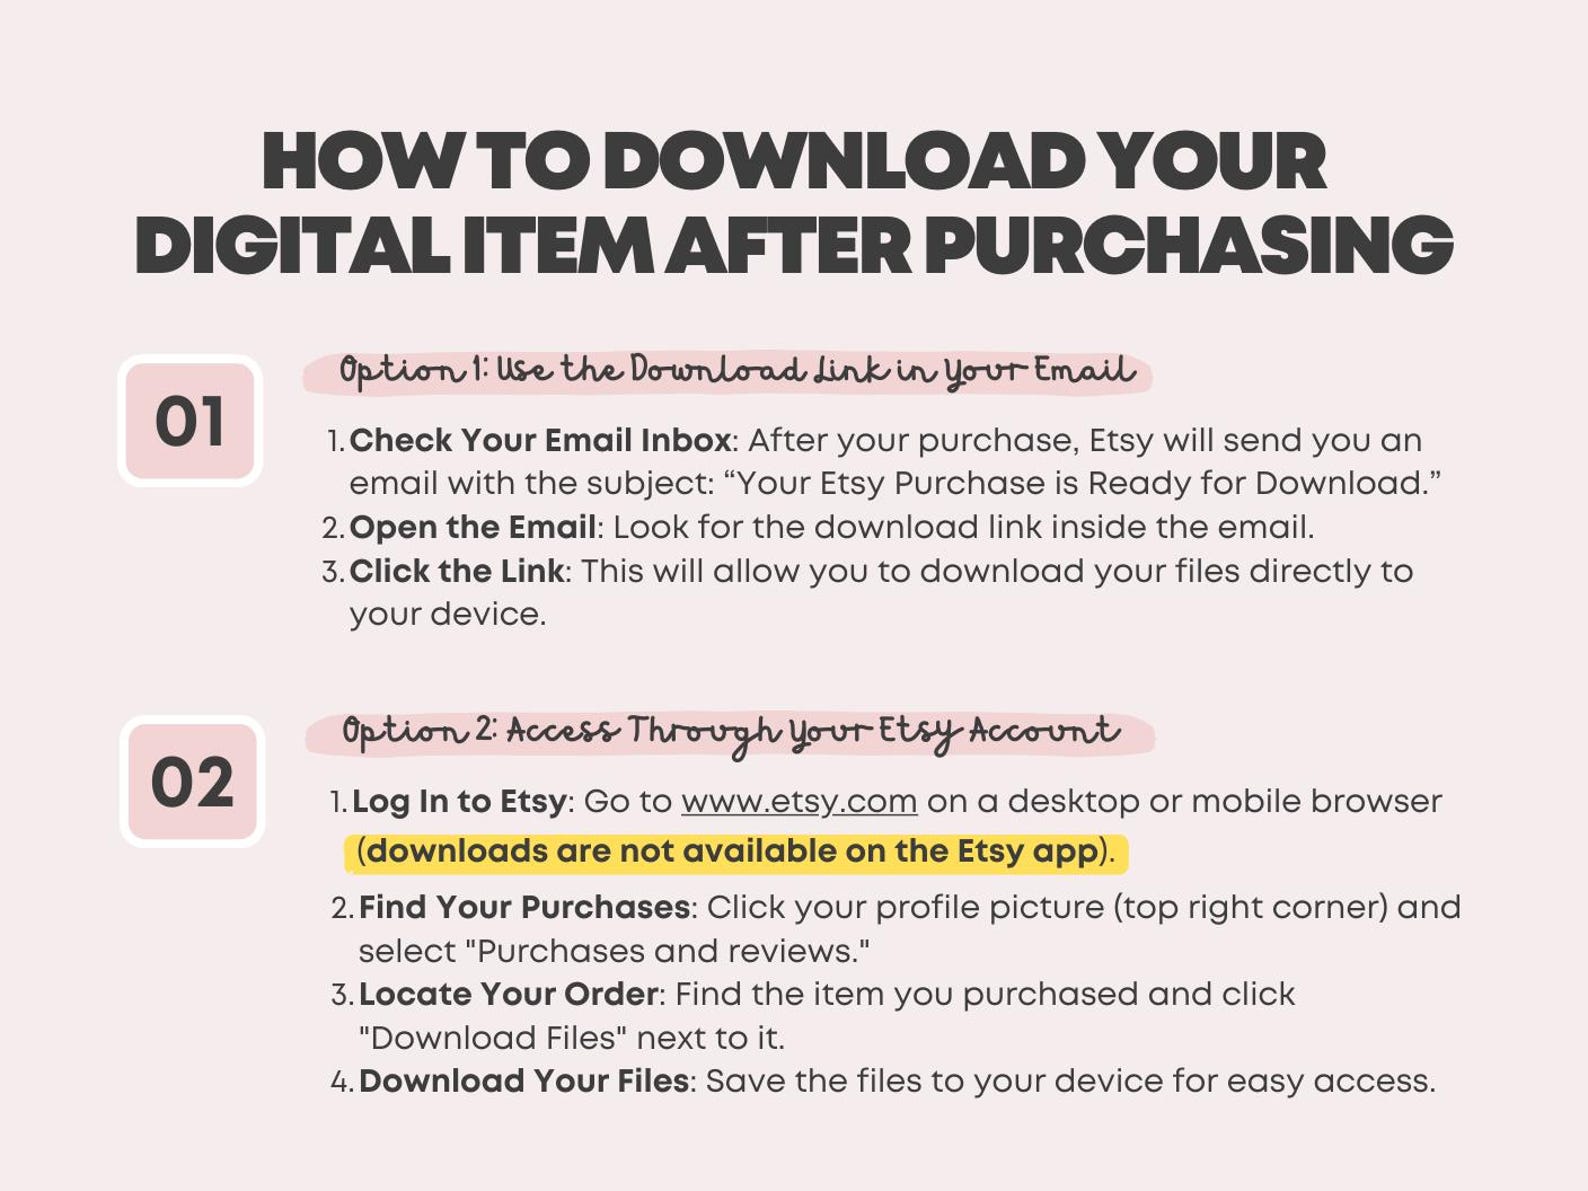 HOW TO DOWNLOAD YOUR
DIGITAL ITEM AFTER PURCHASING
01
Option 1: Use the Download Link in Your Email
1. Check Your Email Inbox: After your purchase, Etsy will send you an
email with the subject: “Your Etsy Purchase is Ready for Download.”
2. Open the Email: Look for the download link inside the email.
3. Click the Link: This will allow you to download your files directly to
your device.
02
Option 2: Access Through Your Etsy Account
1. Log In to Etsy: Go to www.etsy.com on a desktop or mobile browser
(downloads are not available on the Etsy app).
2. Find Your Purchases: Click your profile picture (top right corner) and
select "Purchases and reviews."
3. Locate Your Order: Find the item you purchased and click
"Download Files" next to it.
4. Download Your Files: Save the files to your device for easy access.